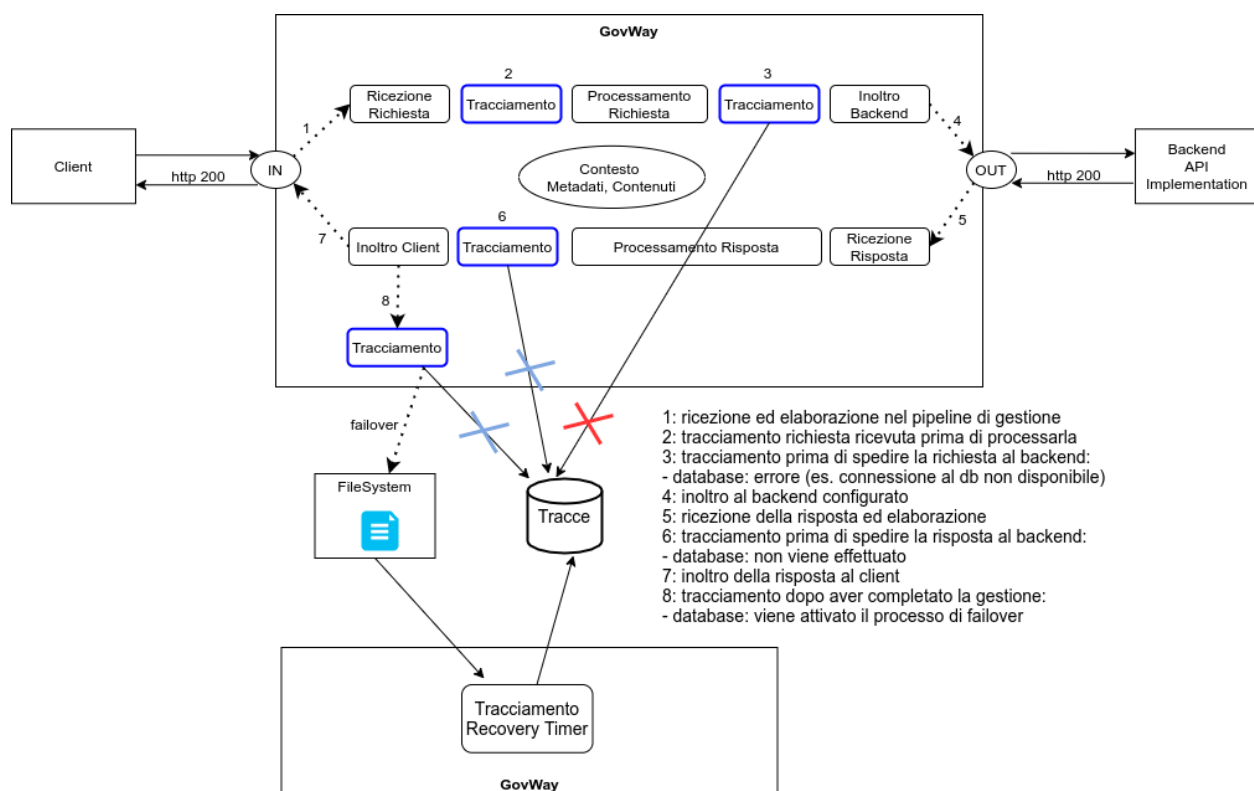 GovWay
2
3
Ricezione
Richiesta
Tracciamento
Processamento
Richiesta
Tracciamento
Inoltro
Backend
1
4
Client
IN
http 200
Contesto
Metadati, Contenuti
OUT
http 200
Backend
API
Implementation
6
7
5
Inoltro Client
Tracciamento
Processamento Risposta
Ricezione
Risposta
8
Tracciamento
failover
FileSystem
Tracce
1: ricezione ed elaborazione nel pipeline di gestione
2: tracciamento richiesta ricevuta prima di processarla
3: tracciamento prima di spedire la richiesta al backend:
- database: errore (es. connessione al db non disponibile)
4: inoltro al backend configurato
5: ricezione della risposta ed elaborazione
6: tracciamento prima di spedire la risposta al backend:
- database: non viene effettuato
7: inoltro della risposta al client
8: tracciamento dopo aver completato la gestione:
- database: viene attivato il processo di failover
Tracciamento
Recovery Timer
GovWay